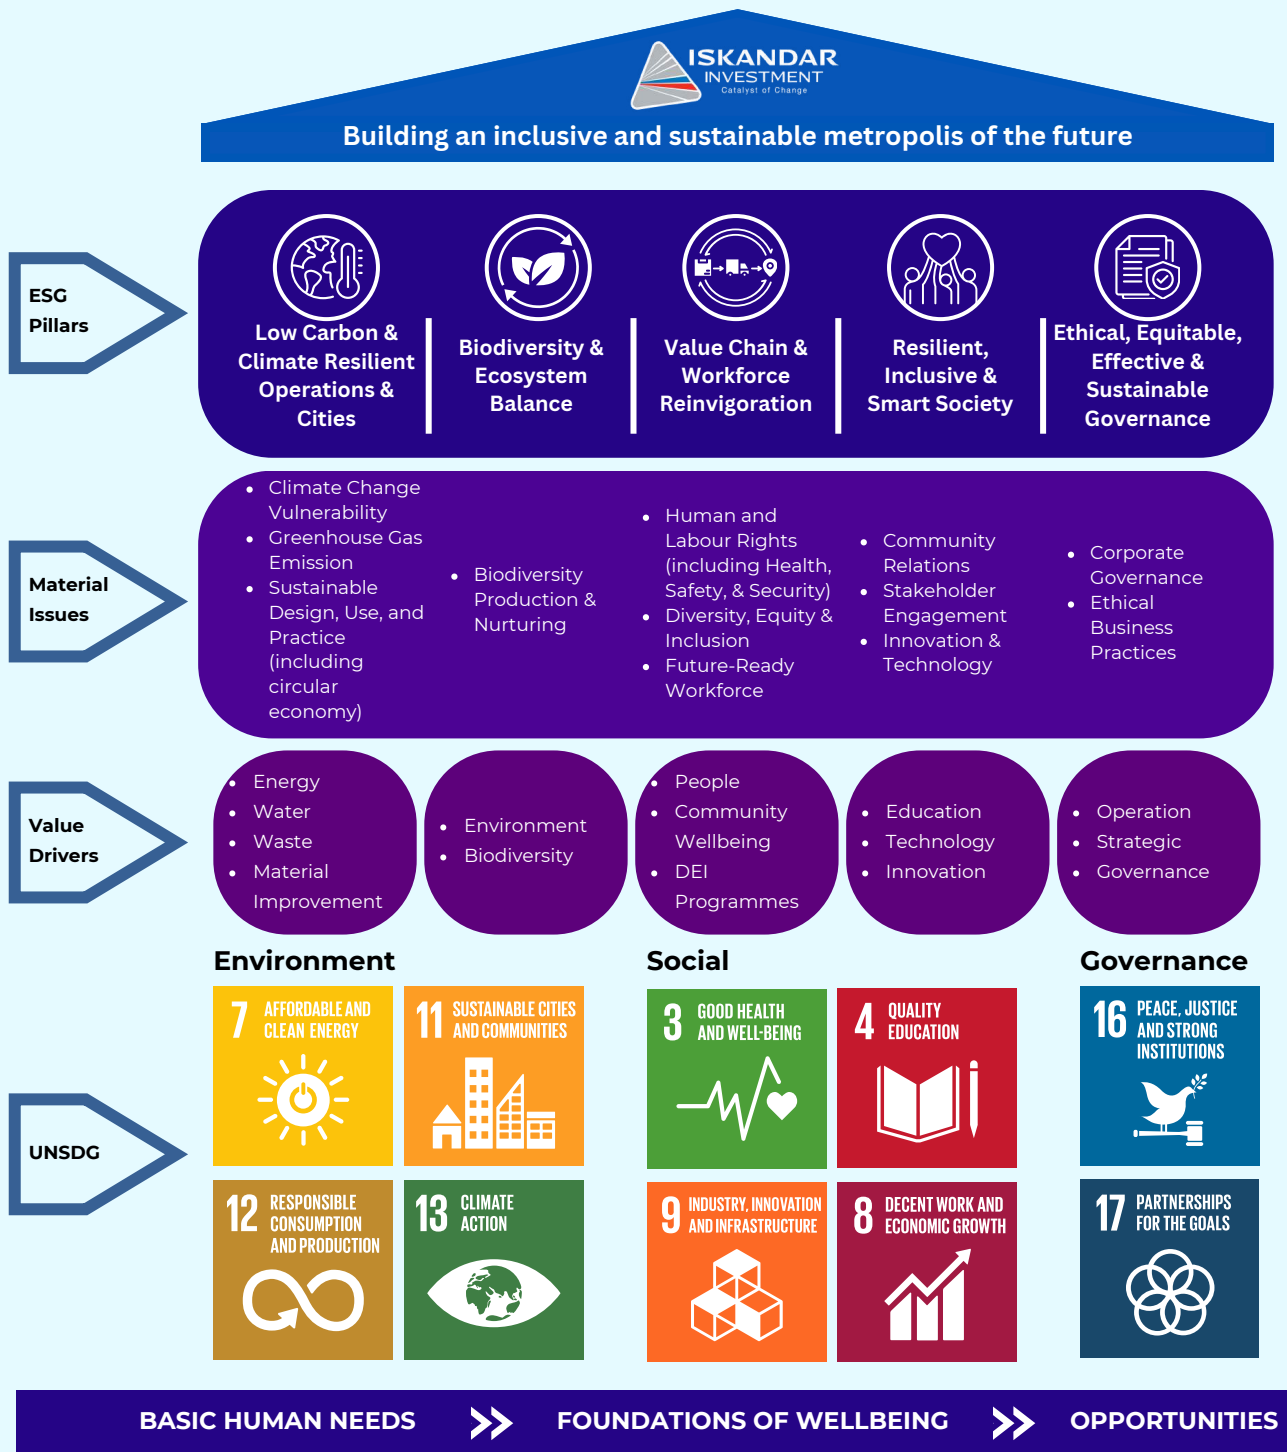 ISKANDAR
INVESTMENT
Catalyst of Change
Building an inclusive and sustainable metropolis of the future
ESG
Pillars
Low Carbon &
Climate Resilient
Operations &
Cities
Biodiversity &
Ecosystem
Balance
Value Chain &
Workforce
Reinvigoration
Resilient,
Inclusive &
Smart Society
Ethical, Equitable,
Effective &
Sustainable
Governance
Material
Issues
• Climate Change
Vulnerability
• Greenhouse Gas
Emission
• Sustainable
Design, Use, and
Practice
(including
circular
economy)
• Biodiversity
Production &
Nurturing
• Human and
Labour Rights
(including Health,
Safety, & Security)
• Diversity, Equity &
Inclusion
• Future-Ready
Workforce
• Community
Relations
• Stakeholder
Engagement
• Innovation &
Technology
• Corporate
Governance
• Ethical
Business
Practices
Value
Drivers
• Energy
• Water
• Waste
• Material
Improvement
• Environment
• Biodiversity
• People
• Community
Wellbeing
• DEI
Programmes
• Education
• Technology
• Innovation
• Operation
• Strategic
• Governance
UNSDG
Environment
7 AFFORDABLE AND
CLEAN ENERGY
11 SUSTAINABLE CITIES
AND COMMUNITIES
12 RESPONSIBLE
CONSUMPTION
AND PRODUCTION
13 CLIMATE
ACTION
Social
3 GOOD HEALTH
AND WELL-BEING
4 QUALITY
EDUCATION
9 INDUSTRY, INNOVATION
AND INFRASTRUCTURE
8 DECENT WORK AND
ECONOMIC GROWTH
Governance
16 PEACE, JUSTICE
AND STRONG
INSTITUTIONS
17 PARTNERSHIPS
FOR THE GOALS
BASIC HUMAN NEEDS
FOUNDATIONS OF WELLBEING
OPPORTUNITIES